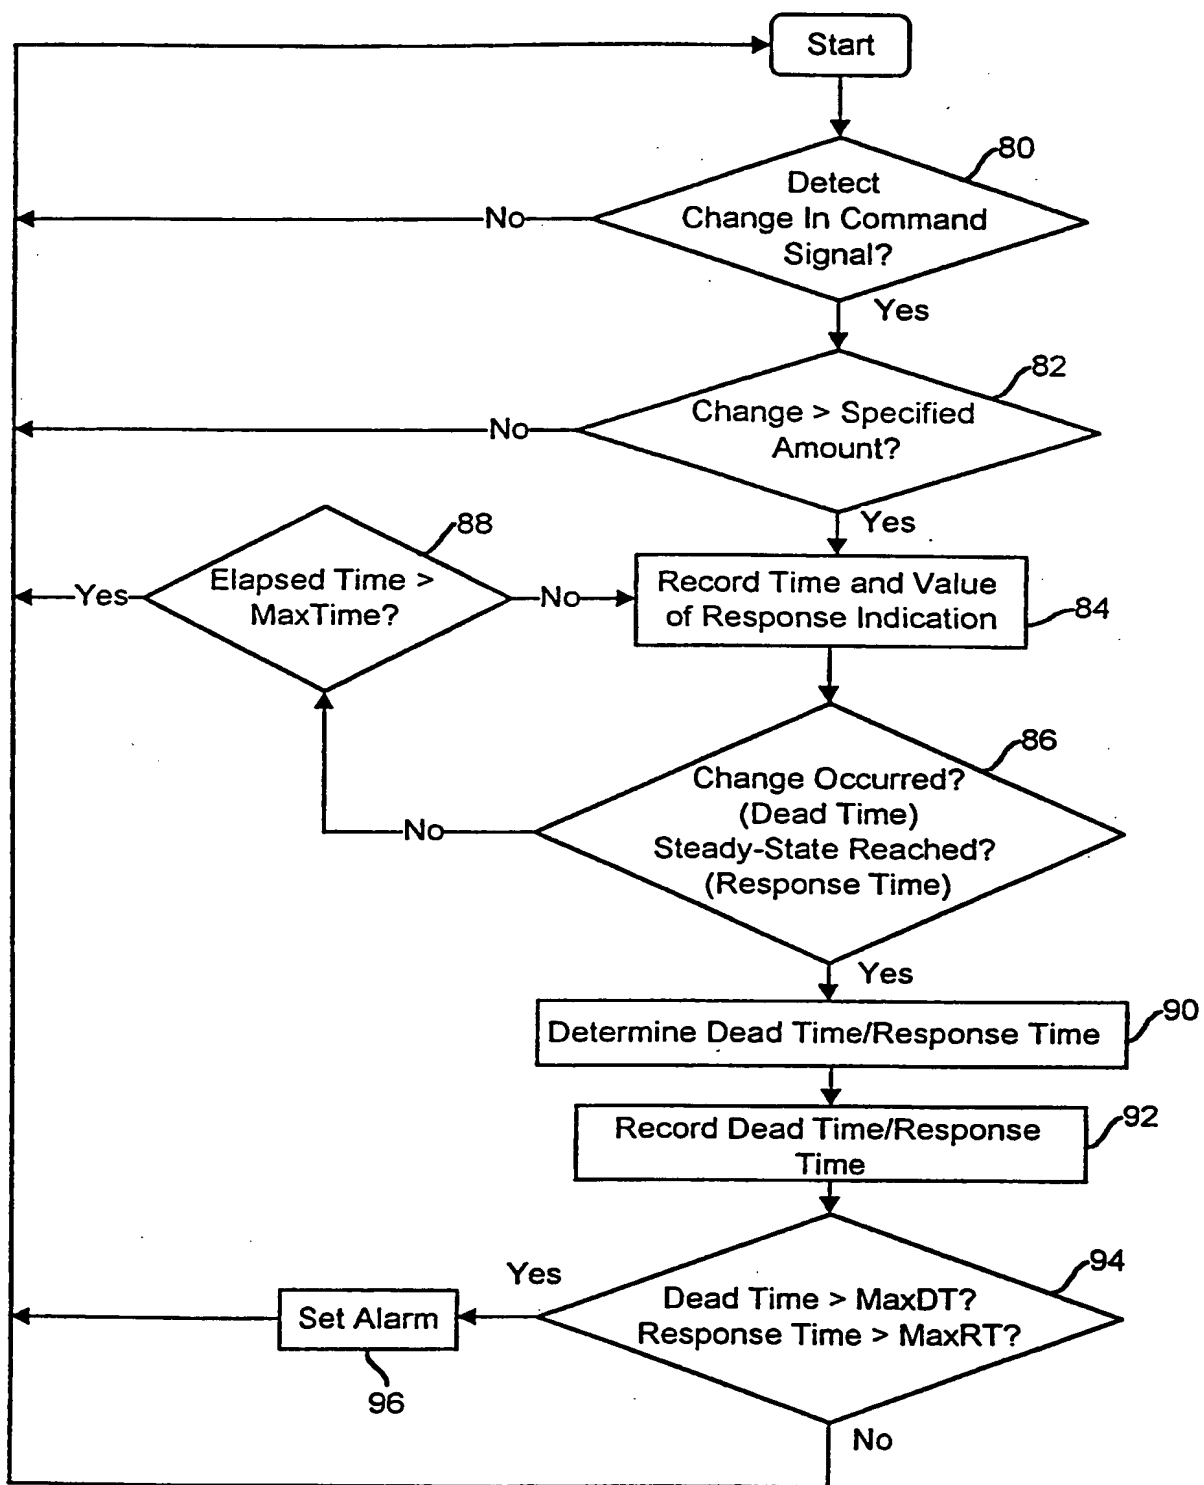 Start
80
Detect
Change In Command
Signal?
No
Yes
82
Change > Specified
Amount?
No
Yes
88
Elapsed Time >
MaxTime?
Yes
No
Record Time and Value
of Response Indication
84
86
Change Occurred?
(Dead Time)
Steady-State Reached?
(Response Time)
No
Yes
90
Determine Dead Time/Response Time
92
Record Dead Time/Response
Time
94
Dead Time > MaxDT?
Response Time > MaxRT?
Yes
Set Alarm
96
No